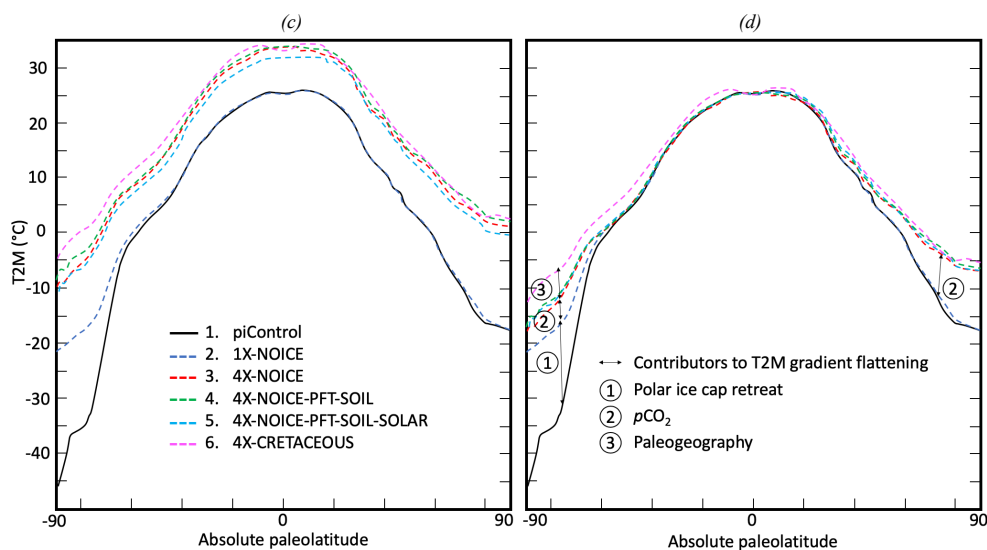 (c)
(d)
T2M (°C)
30
20
10
0
-10
-20
-30
-40
1. piControl
2. 1X-NOICE
3. 4X-NOICE
4. 4X-NOICE-PFT-SOIL
5. 4X-NOICE-PFT-SOIL-SOLAR
6. 4X-CRETACEOUS
-90
0
90
Absolute paleolatitude
3
2
1
2
Contributors to T2M gradient flattening
1 Polar ice cap retreat
2 pCO₂
3 Paleogeography
-90
0
90
Absolute paleolatitude